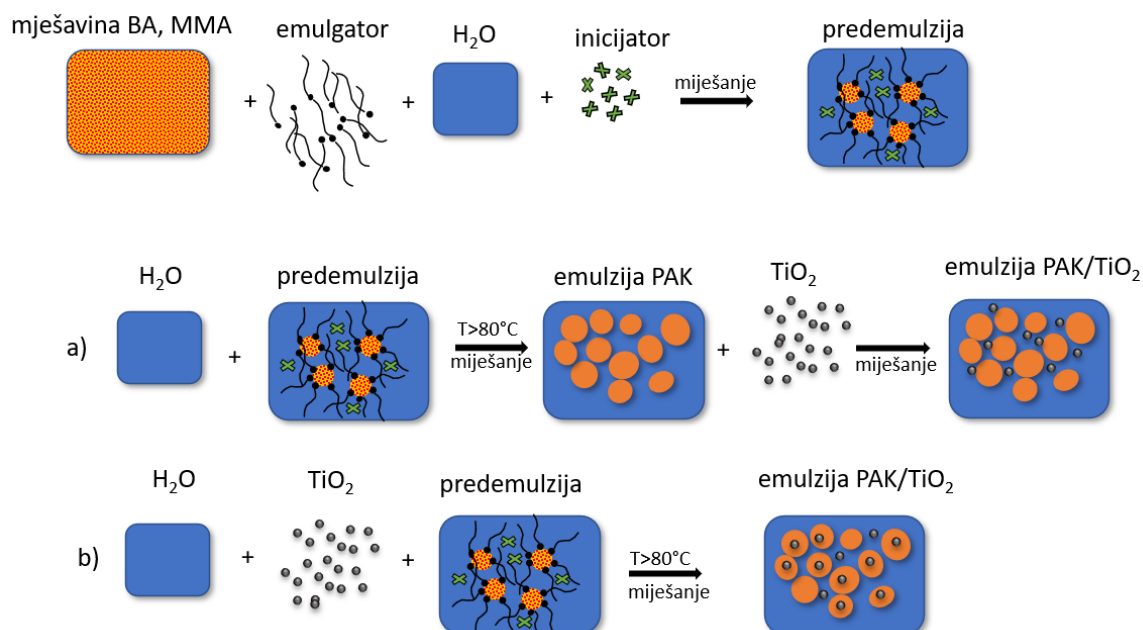 mješavina BA, MMA
emulgator
H₂O
inicijator
predemulzija
+
+
+
miješanje
a)
H₂O
+
predemulzija
T>80°C
miješanje
emulzija PAK
+
TiO₂
miješanje
emulzija PAK/TiO₂
b)
H₂O
+
TiO₂
+
predemulzija
T>80°C
miješanje
emulzija PAK/TiO₂